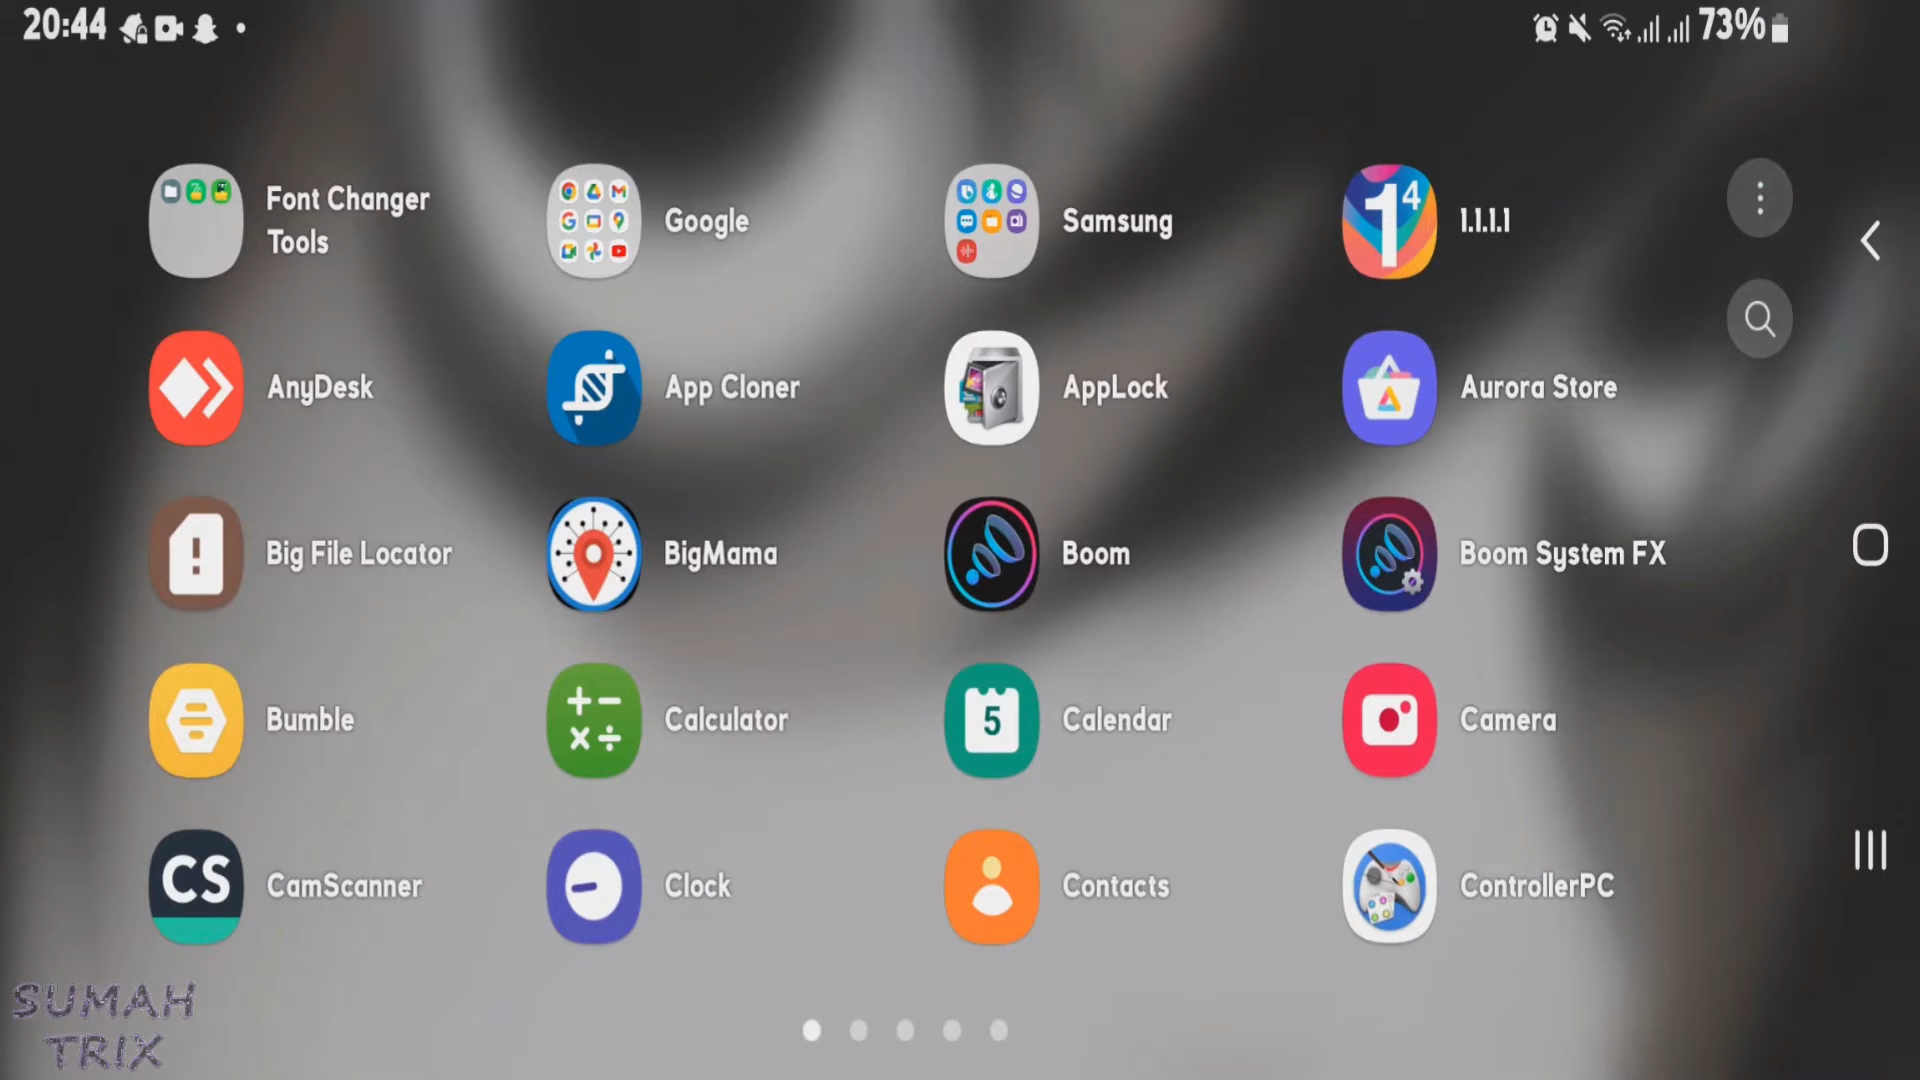 20:44
73%
Font Changer
Tools
Google
Samsung
14
1.1.1.1
AnyDesk
App Cloner
AppLock
Aurora Store
Big File Locator
BigMama
Boom
Boom System FX
Bumble
Calculator
5
Calendar
Camera
CS
CamScanner
Clock
Contacts
ControllerPC
SUMAH
TRIX